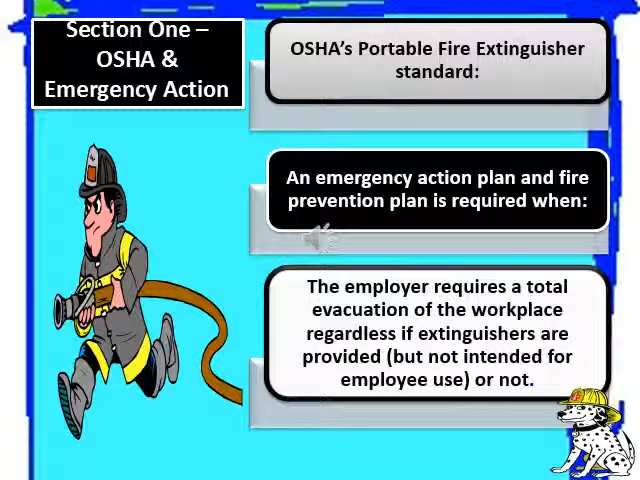 Section One –
OSHA &
Emergency Action
OSHA's Portable Fire Extinguisher
standard:
An emergency action plan and fire
prevention plan is required when:
The employer requires a total
evacuation of the workplace
regardless if extinguishers are
provided (but not intended for
employee use) or not.